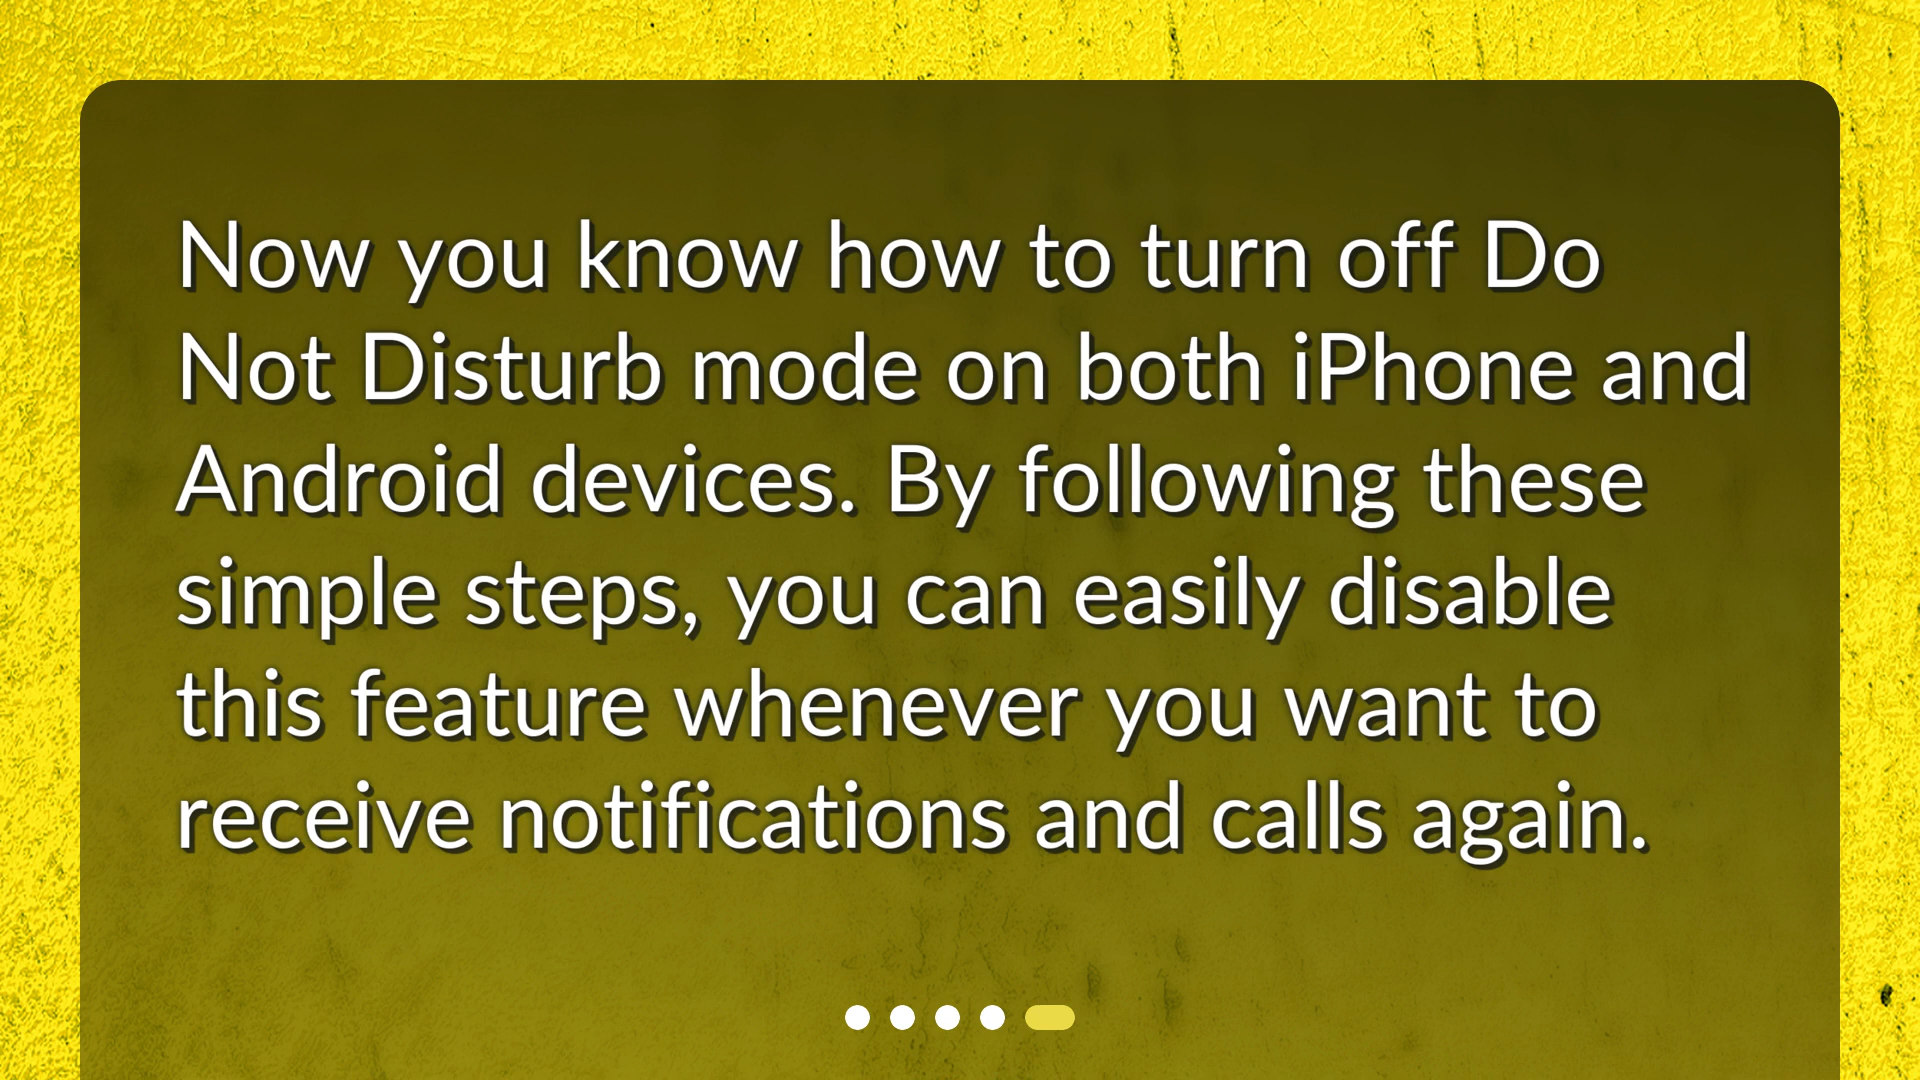 Now you know how to turn off Do
Not Disturb mode on both iPhone and
Android devices. By following these
simple steps, you can easily disable
this feature whenever you want to
receive notifications and calls again.